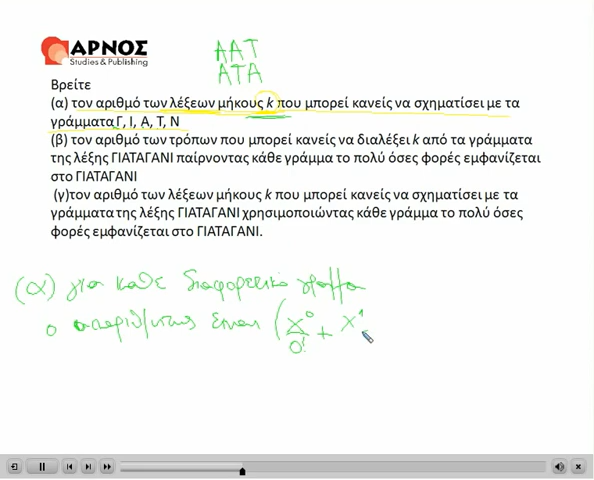 ΑΡΝΟΣ
Studies & Publishing
ΑΑΤ
ΑΤΑ
Βρείτε
(α) τον αριθμό των λέξεων μήκους k που μπορεί κανείς να σχηματίσει με τα
γράμματα Γ, Ι, Α, Τ, Ν
(β) τον αριθμό των τρόπων που μπορεί κανείς να διαλέξει k από τα γράμματα
της λέξης ΓΙΑΤΑΓΑΝΙ παίρνοντας κάθε γράμμα το πολύ όσες φορές εμφανίζεται
στο ΓΙΑΤΑΓΑΝΙ
(γ)τον αριθμό των λέξεων μήκους k που μπορεί κανείς να σχηματίσει με τα
γράμματα της λέξης ΓΙΑΤΑΓΑΝΙ χρησιμοποιώντας κάθε γράμμα το πολύ όσες
φορές εμφανίζεται στο ΓΙΑΤΑΓΑΝΙ.
(α) για κάθε διαφορετικό γράμμα
ο απαριθμητής είναι (x⁰/0! + x¹